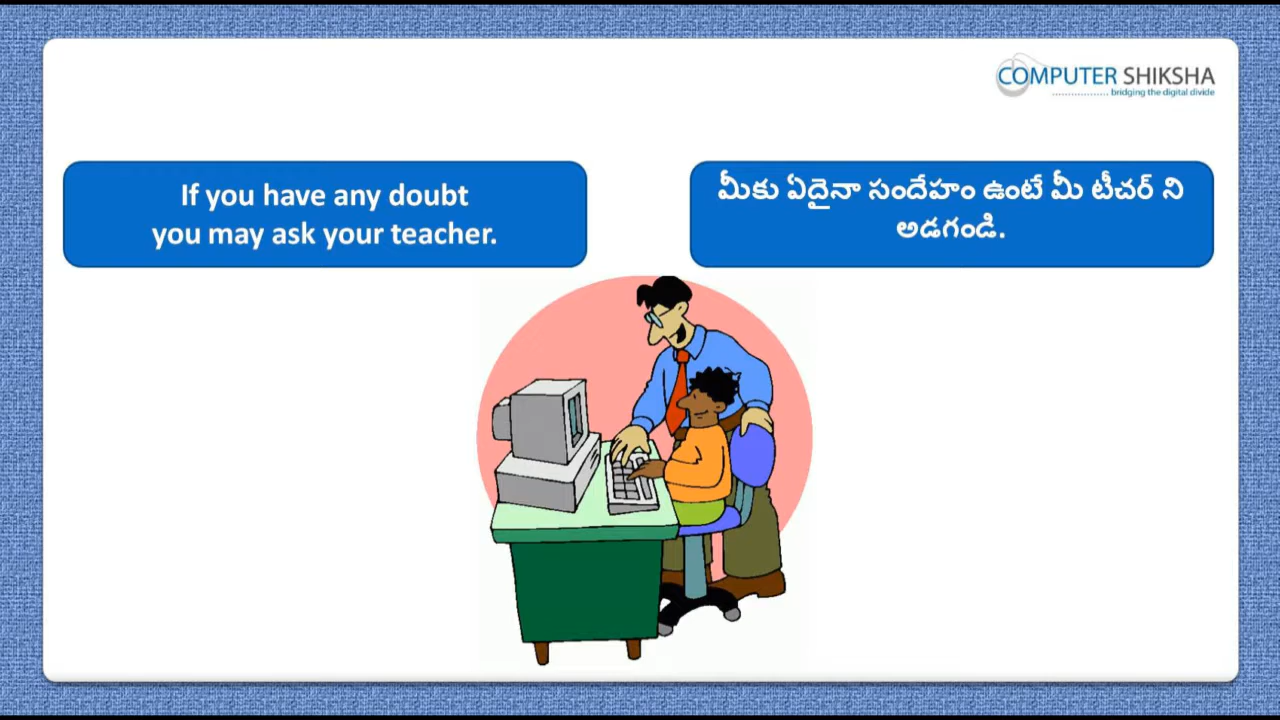 COMPUTER SHIKSHA
.................. bridging the digital divide
If you have any doubt
you may ask your teacher.
మీకు ఏదైనా సందేహం ఉంటే మీ టీచర్ ని
అడగండి.